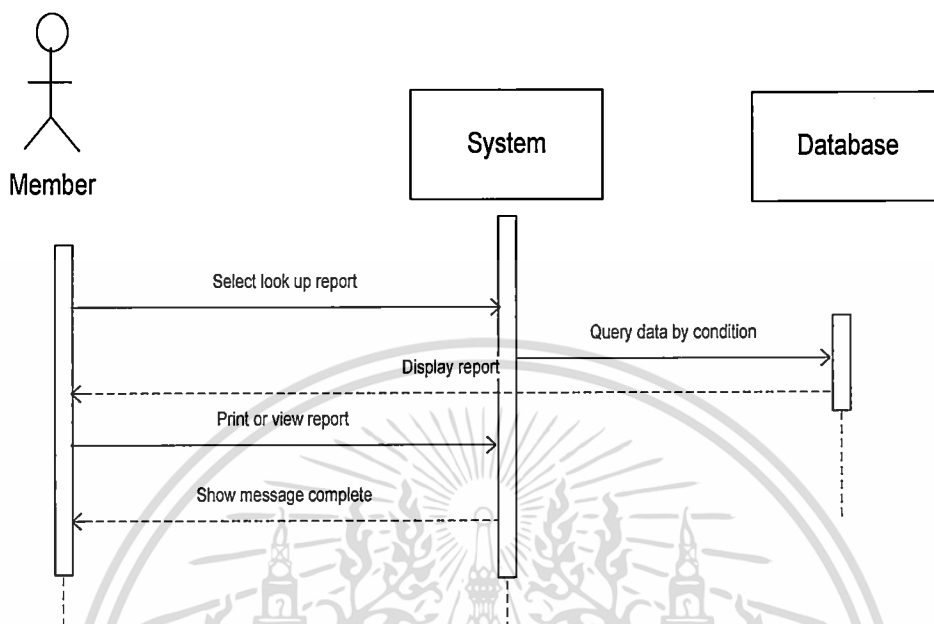 Member
System
Database
Select look up report
Query data by condition
Display report
Print or view report
Show message complete